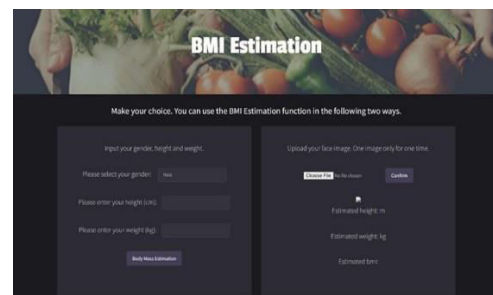 BMI Estimation
Make your choice. You can use the BMI Estimation function in the following two ways.
Input your gender, height and weight.
Please select your gender:
Please enter your height (cm):
Please enter your weight (kg):
Body Mass Estimation
Upload your face image. One image only for one time.
Choose File No file chosen
Confirm
Estimated height: m
Estimated weight: kg
Estimated bmi: